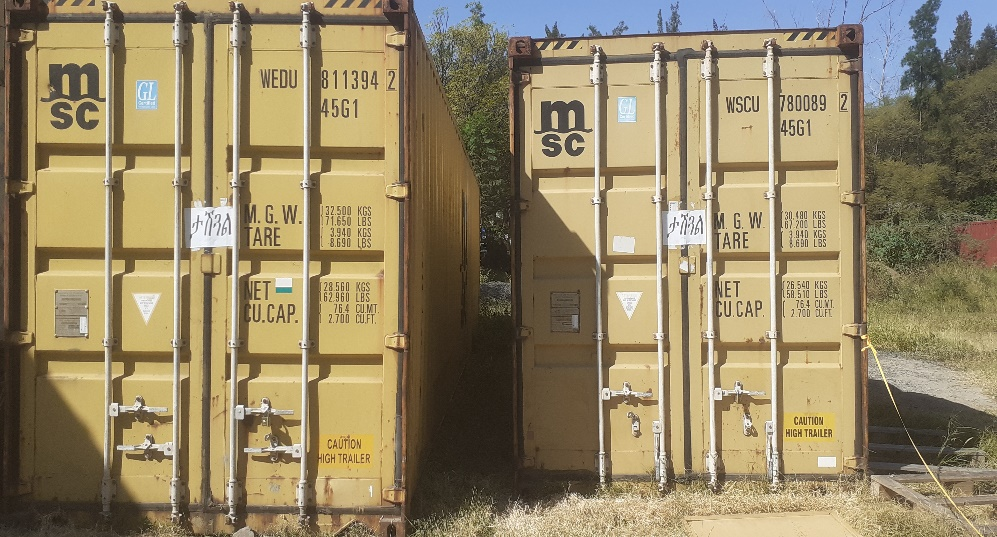 msc
GL
WEDU 811394 2
45G1
ታሽጓል
M.G.W. 32.500 KGS
71.650 LBS
TARE 3.940 KGS
8.690 LBS
NET 28.560 KGS
62.960 LBS
CU.CAP. 76.4 CU.MT.
2.700 CU.FT.
CAUTION
HIGH TRAILER
msc
GL
WSCU 780089 2
45G1
ታሽጓል
M.G.W. 30.480 KGS
67.200 LBS
TARE 3.940 KGS
8.690 LBS
NET 26.540 KGS
58.510 LBS
CU.CAP. 76.4 CU.MT.
2.700 CU.FT.
CAUTION
HIGH TRAILER